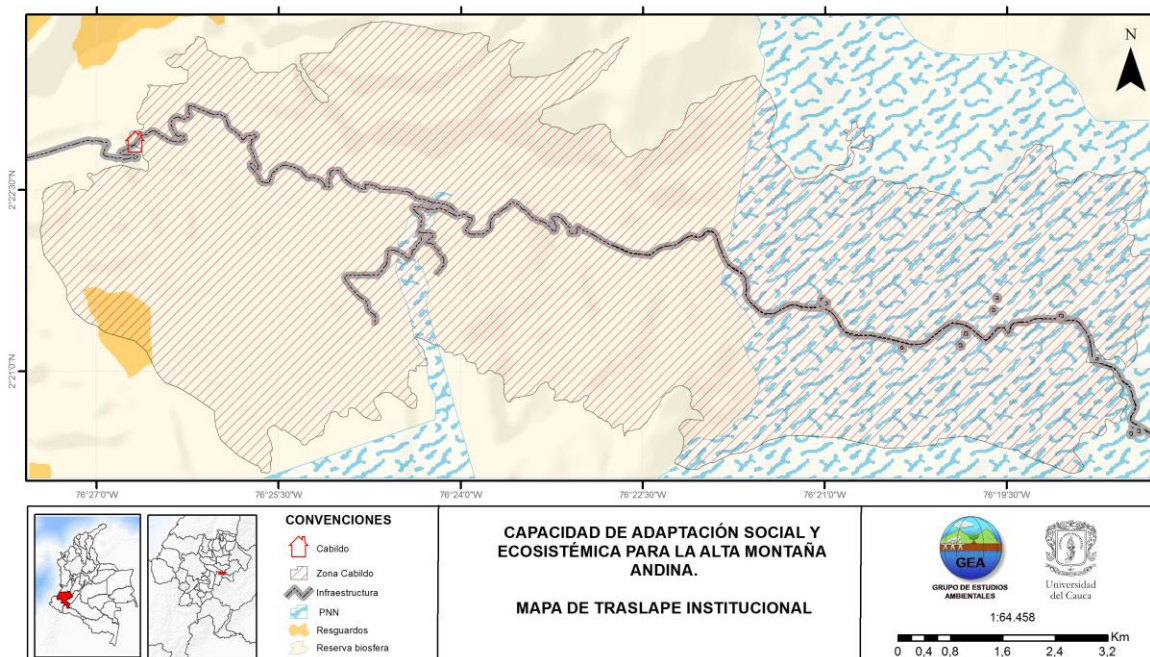 N
2°22'30"N
2°21'0"N
76°27'0"W
76°25'30"W
76°24'0"W
76°22'30"W
76°21'0"W
76°19'30"W
CONVENCIONES
Cabildo
Zona Cabildo
Infraestructura
PNN
Resguardos
Reserva biosfera
CAPACIDAD DE ADAPTACIÓN SOCIAL Y
ECOSISTÉMICA PARA LA ALTA MONTAÑA
ANDINA.
MAPA DE TRASLAPE INSTITUCIONAL
GEA
GRUPO DE ESTUDIOS
AMBIENTALES
Universidad
del Cauca
1:64.458
Km
0 0,4 0,8 1,6 2,4 3,2